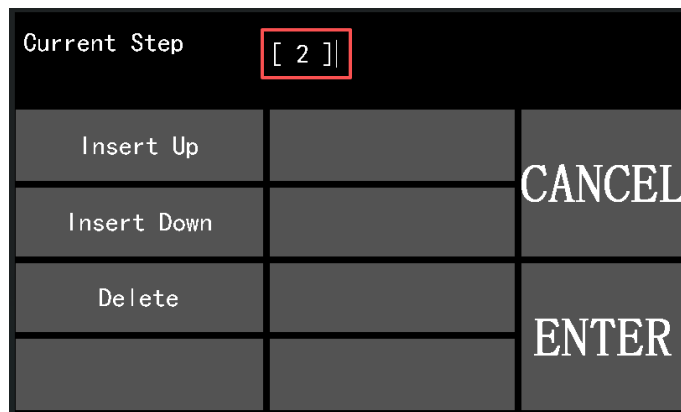 Current Step [ 2 ]
Insert Up
CANCEL
Insert Down
Delete
ENTER